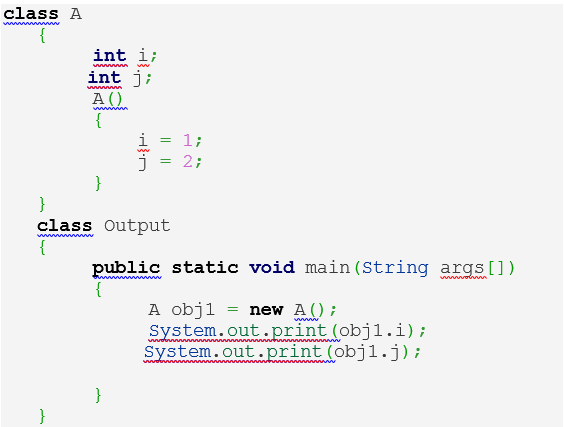 class A
{
int i;
int j;
A()
{
i = 1;
j = 2;
}
}
class Output
{
public static void main(String args[])
{
A obj1 = new A();
System.out.print(obj1.i);
System.out.print(obj1.j);
}
}